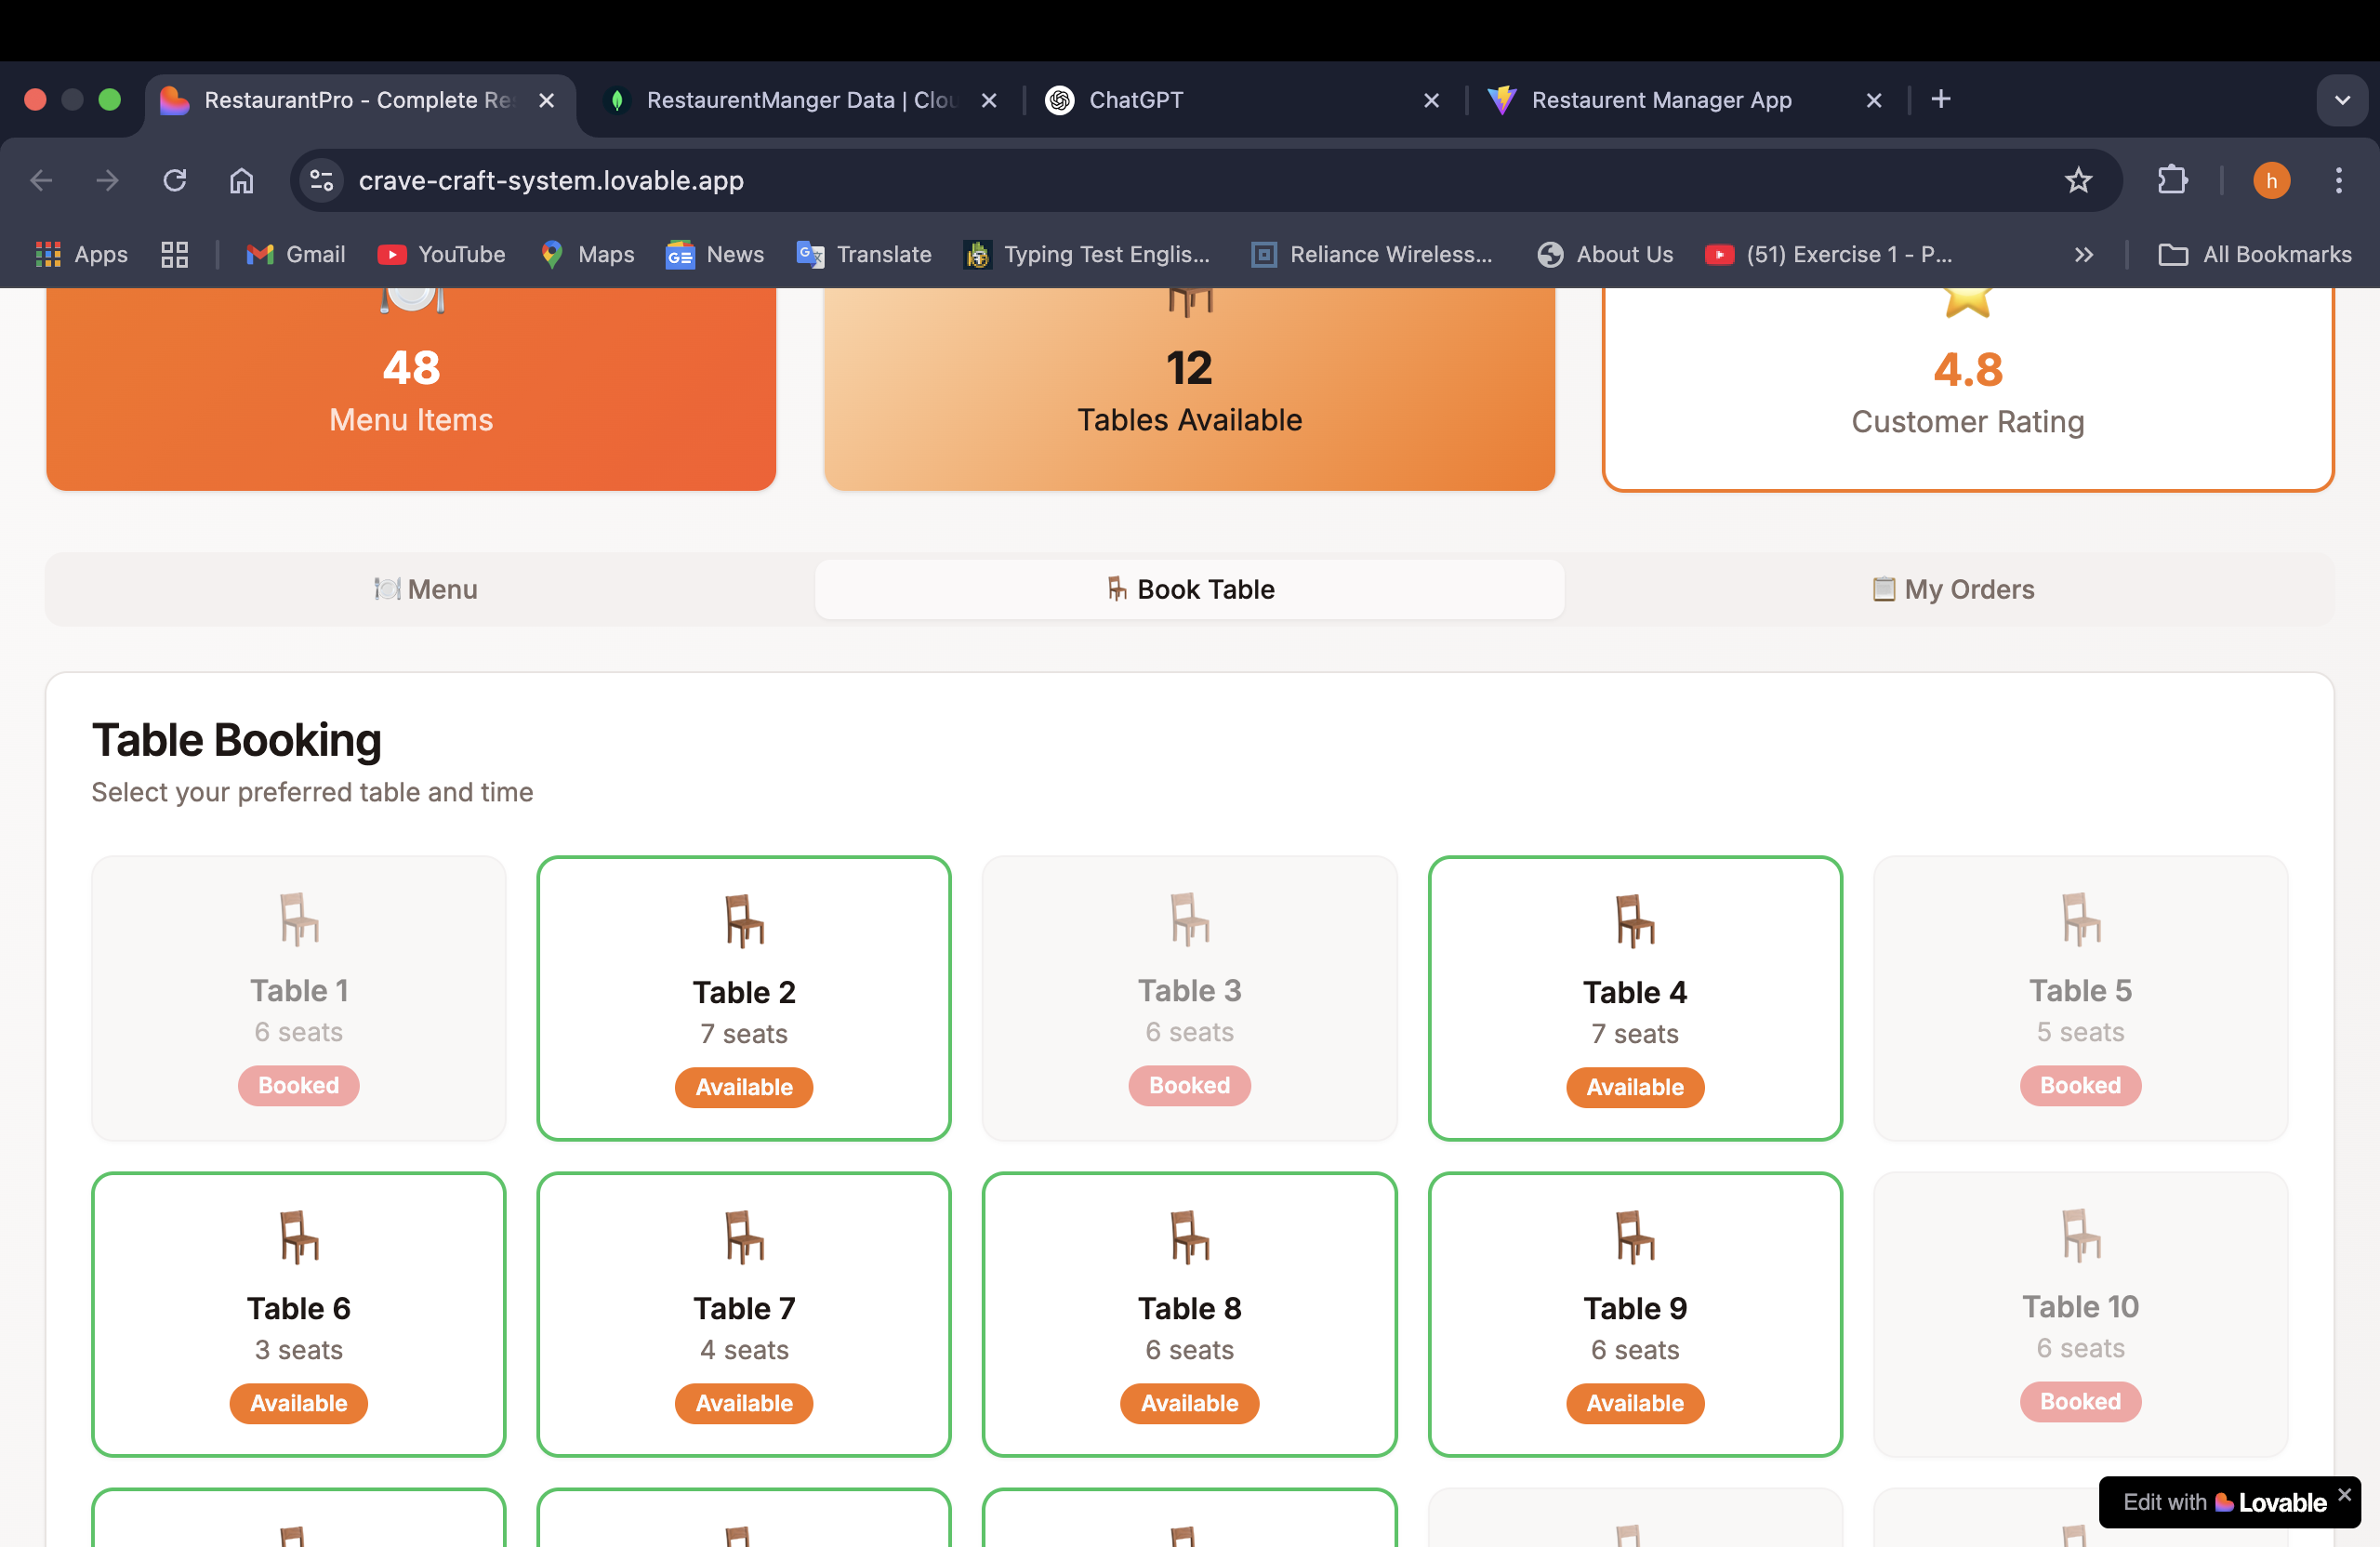 RestaurantPro - Complete Re
RestaurentManger Data | Clou
ChatGPT
Restaurent Manager App
crave-craft-system.lovable.app
h
Apps
Gmail
YouTube
Maps
News
Translate
Typing Test Englis...
Reliance Wireless...
About Us
(51) Exercise 1 - P...
All Bookmarks
48
Menu Items
12
Tables Available
4.8
Customer Rating
Menu
Book Table
My Orders
Table Booking
Select your preferred table and time
Table 1
6 seats
Booked
Table 2
7 seats
Available
Table 3
6 seats
Booked
Table 4
7 seats
Available
Table 5
5 seats
Booked
Table 6
3 seats
Available
Table 7
4 seats
Available
Table 8
6 seats
Available
Table 9
6 seats
Available
Table 10
6 seats
Booked
Edit with Lovable